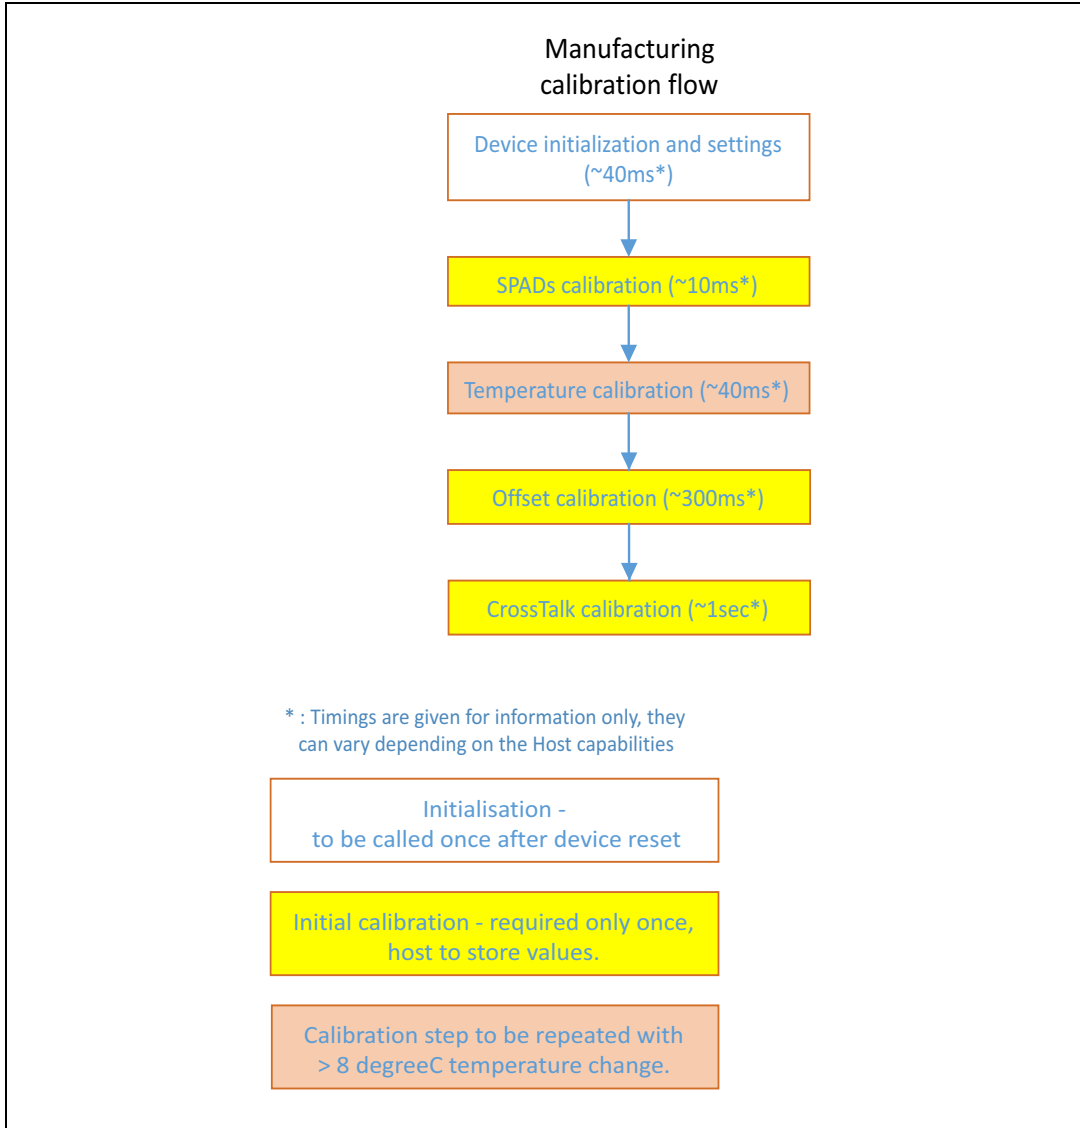 Manufacturing
calibration flow
Device initialization and settings
(~40ms*)
SPADs calibration (~10ms*)
Temperature calibration (~40ms*)
Offset calibration (~300ms*)
CrossTalk calibration (~1sec*)
* : Timings are given for information only, they
can vary depending on the Host capabilities
Initialisation -
to be called once after device reset
Initial calibration - required only once,
host to store values.
Calibration step to be repeated with
> 8 degreeC temperature change.